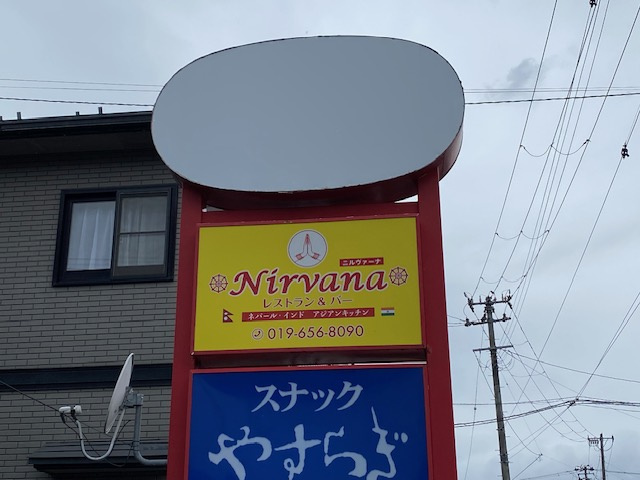 ニルヴァーナ
Nirvana
レストラン＆バー
ネパール・インド アジアンキッチン
019-656-8090
スナック
やすらぎ